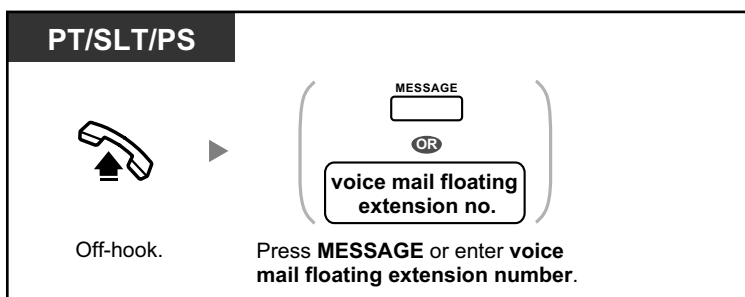 PT/SLT/PS
MESSAGE
OR
voice mail floating
extension no.
Off-hook.
Press MESSAGE or enter voice
mail floating extension number.